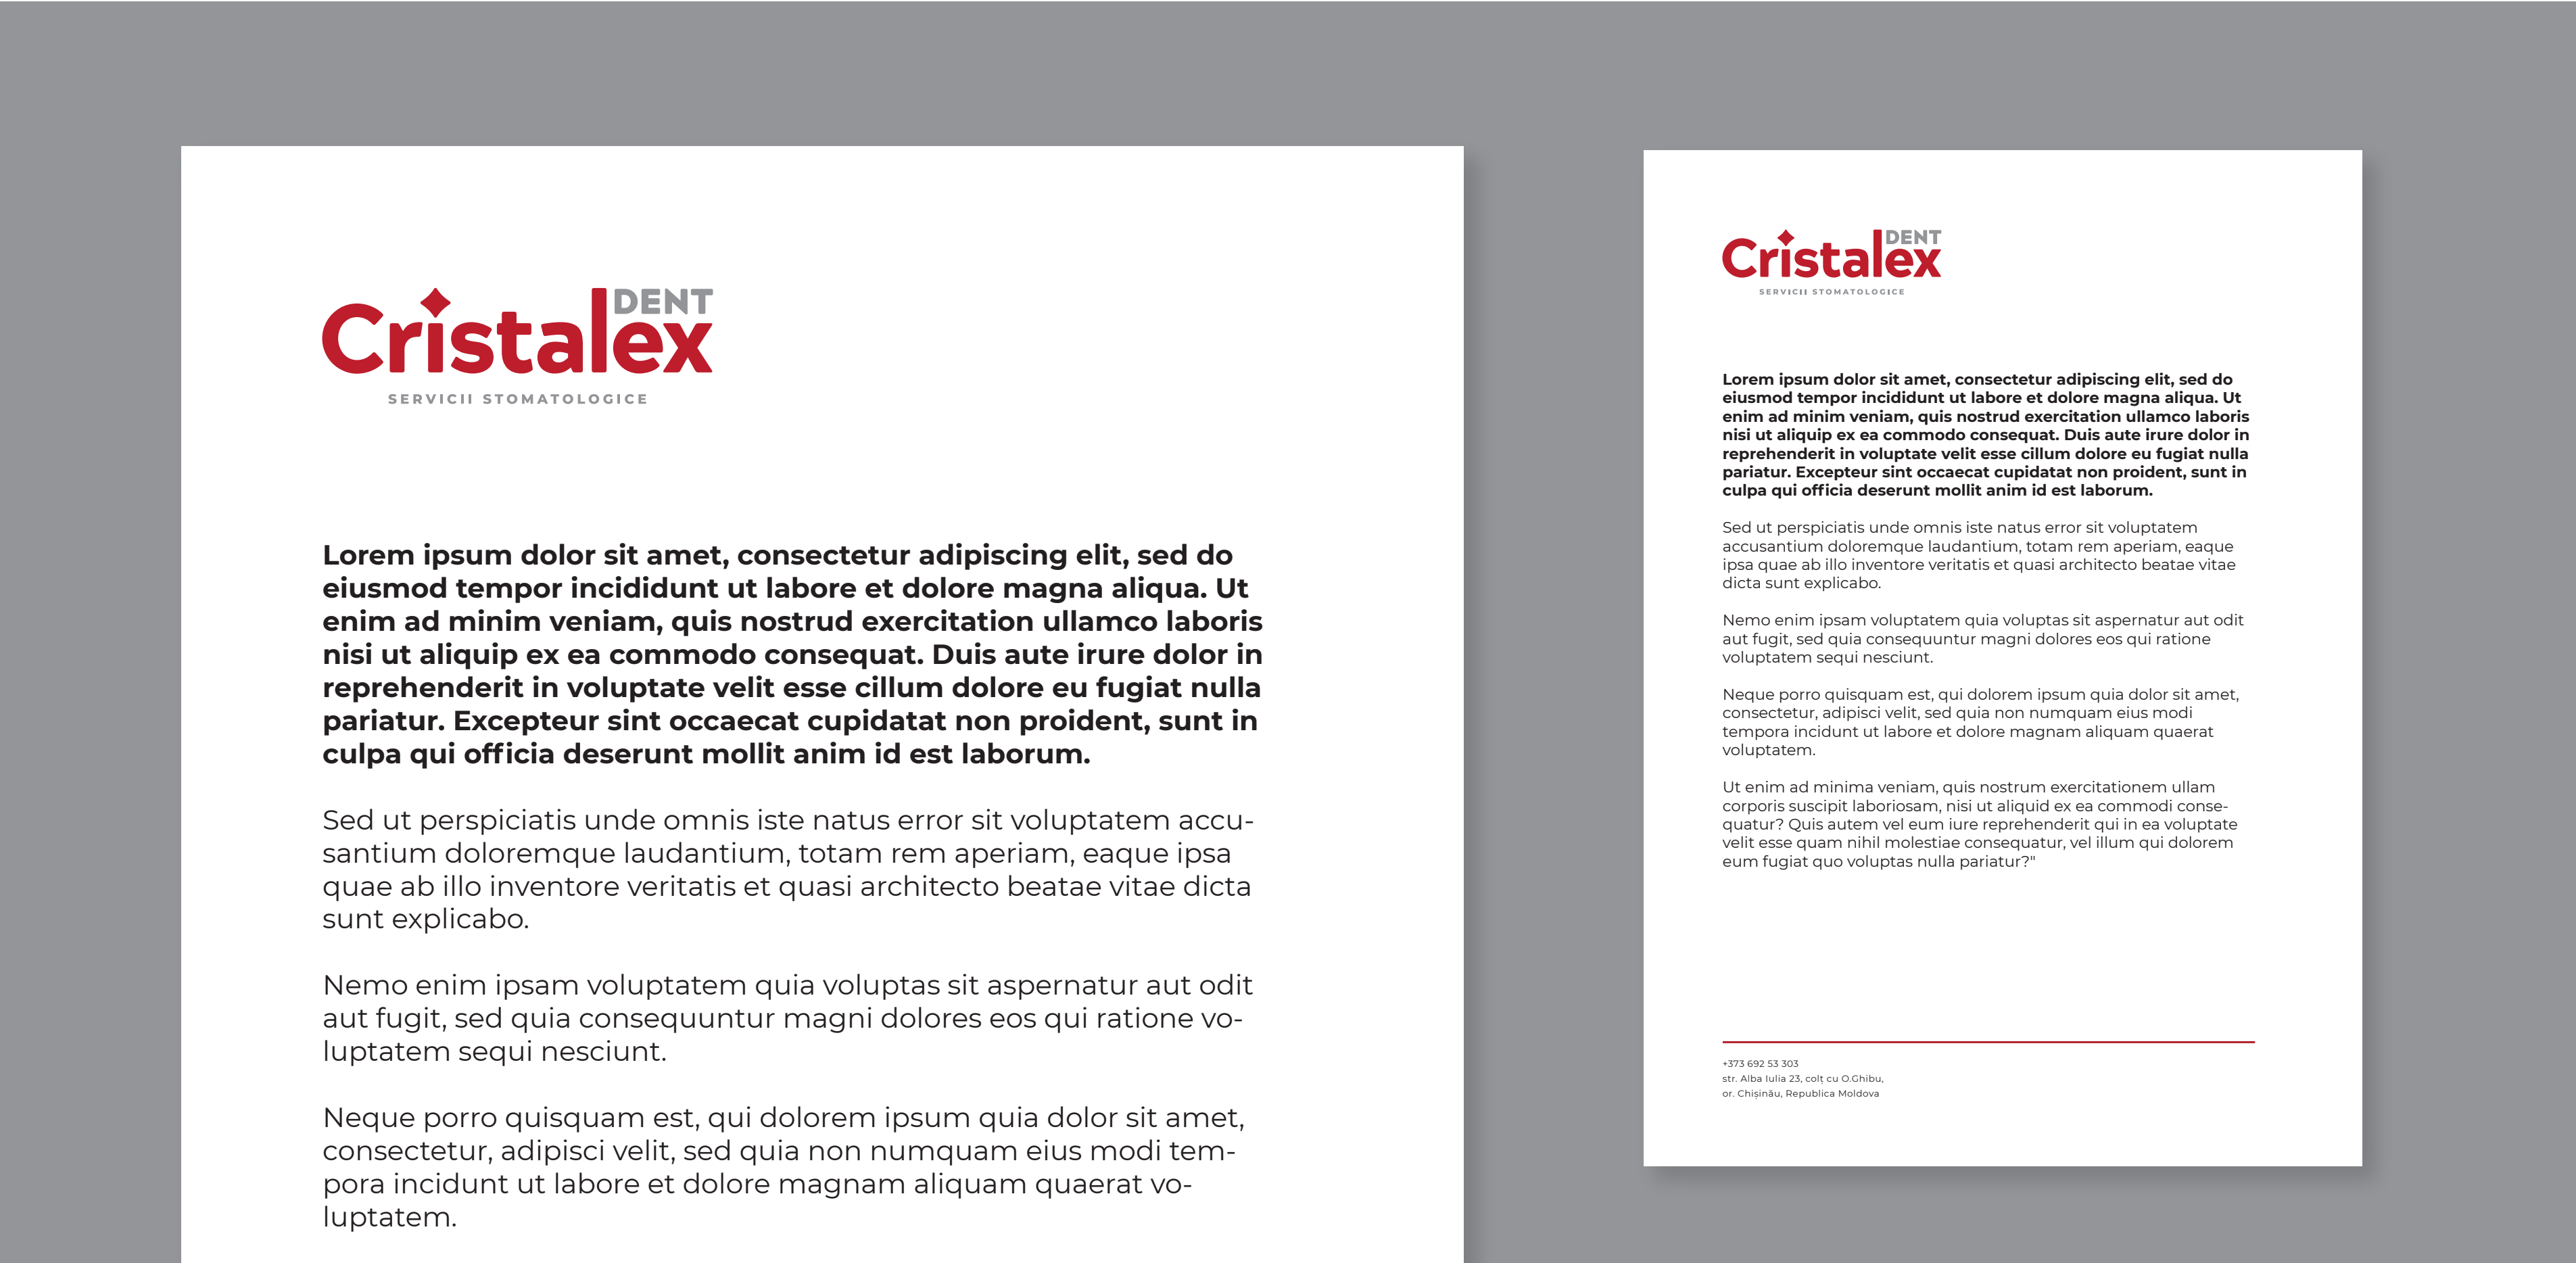 DENT
Cristalex
SERVICII STOMATOLOGICE
Lorem ipsum dolor sit amet, consectetur adipiscing elit, sed do
eiusmod tempor incididunt ut labore et dolore magna aliqua. Ut
enim ad minim veniam, quis nostrud exercitation ullamco laboris
nisi ut aliquip ex ea commodo consequat. Duis aute irure dolor in
reprehenderit in voluptate velit esse cillum dolore eu fugiat nulla
pariatur. Excepteur sint occaecat cupidatat non proident, sunt in
culpa qui officia deserunt mollit anim id est laborum.
Sed ut perspiciatis unde omnis iste natus error sit voluptatem accu-
santium doloremque laudantium, totam rem aperiam, eaque ipsa
quae ab illo inventore veritatis et quasi architecto beatae vitae dicta
sunt explicabo.
Nemo enim ipsam voluptatem quia voluptas sit aspernatur aut odit
aut fugit, sed quia consequuntur magni dolores eos qui ratione vo-
luptatem sequi nesciunt.
Neque porro quisquam est, qui dolorem ipsum quia dolor sit amet,
consectetur, adipisci velit, sed quia non numquam eius modi tem-
pora incidunt ut labore et dolore magnam aliquam quaerat vo-
luptatem.
DENT
Cristalex
SERVICII STOMATOLOGICE
Lorem ipsum dolor sit amet, consectetur adipiscing elit, sed do
eiusmod tempor incididunt ut labore et dolore magna aliqua. Ut
enim ad minim veniam, quis nostrud exercitation ullamco laboris
nisi ut aliquip ex ea commodo consequat. Duis aute irure dolor in
reprehenderit in voluptate velit esse cillum dolore eu fugiat nulla
pariatur. Excepteur sint occaecat cupidatat non proident, sunt in
culpa qui officia deserunt mollit anim id est laborum.
Sed ut perspiciatis unde omnis iste natus error sit voluptatem
accusantium doloremque laudantium, totam rem aperiam, eaque
ipsa quae ab illo inventore veritatis et quasi architecto beatae vitae
dicta sunt explicabo.
Nemo enim ipsam voluptatem quia voluptas sit aspernatur aut odit
aut fugit, sed quia consequuntur magni dolores eos qui ratione
voluptatem sequi nesciunt.
Neque porro quisquam est, qui dolorem ipsum quia dolor sit amet,
consectetur, adipisci velit, sed quia non numquam eius modi
tempora incidunt ut labore et dolore magnam aliquam quaerat
voluptatem.
Ut enim ad minima veniam, quis nostrum exercitationem ullam
corporis suscipit laboriosam, nisi ut aliquid ex ea commodi conse-
quatur? Quis autem vel eum iure reprehenderit qui in ea voluptate
velit esse quam nihil molestiae consequatur, vel illum qui dolorem
eum fugiat quo voluptas nulla pariatur?"
+373 692 53 303
str. Alba Iulia 23, colț cu O.Ghibu,
or. Chișinău, Republica Moldova